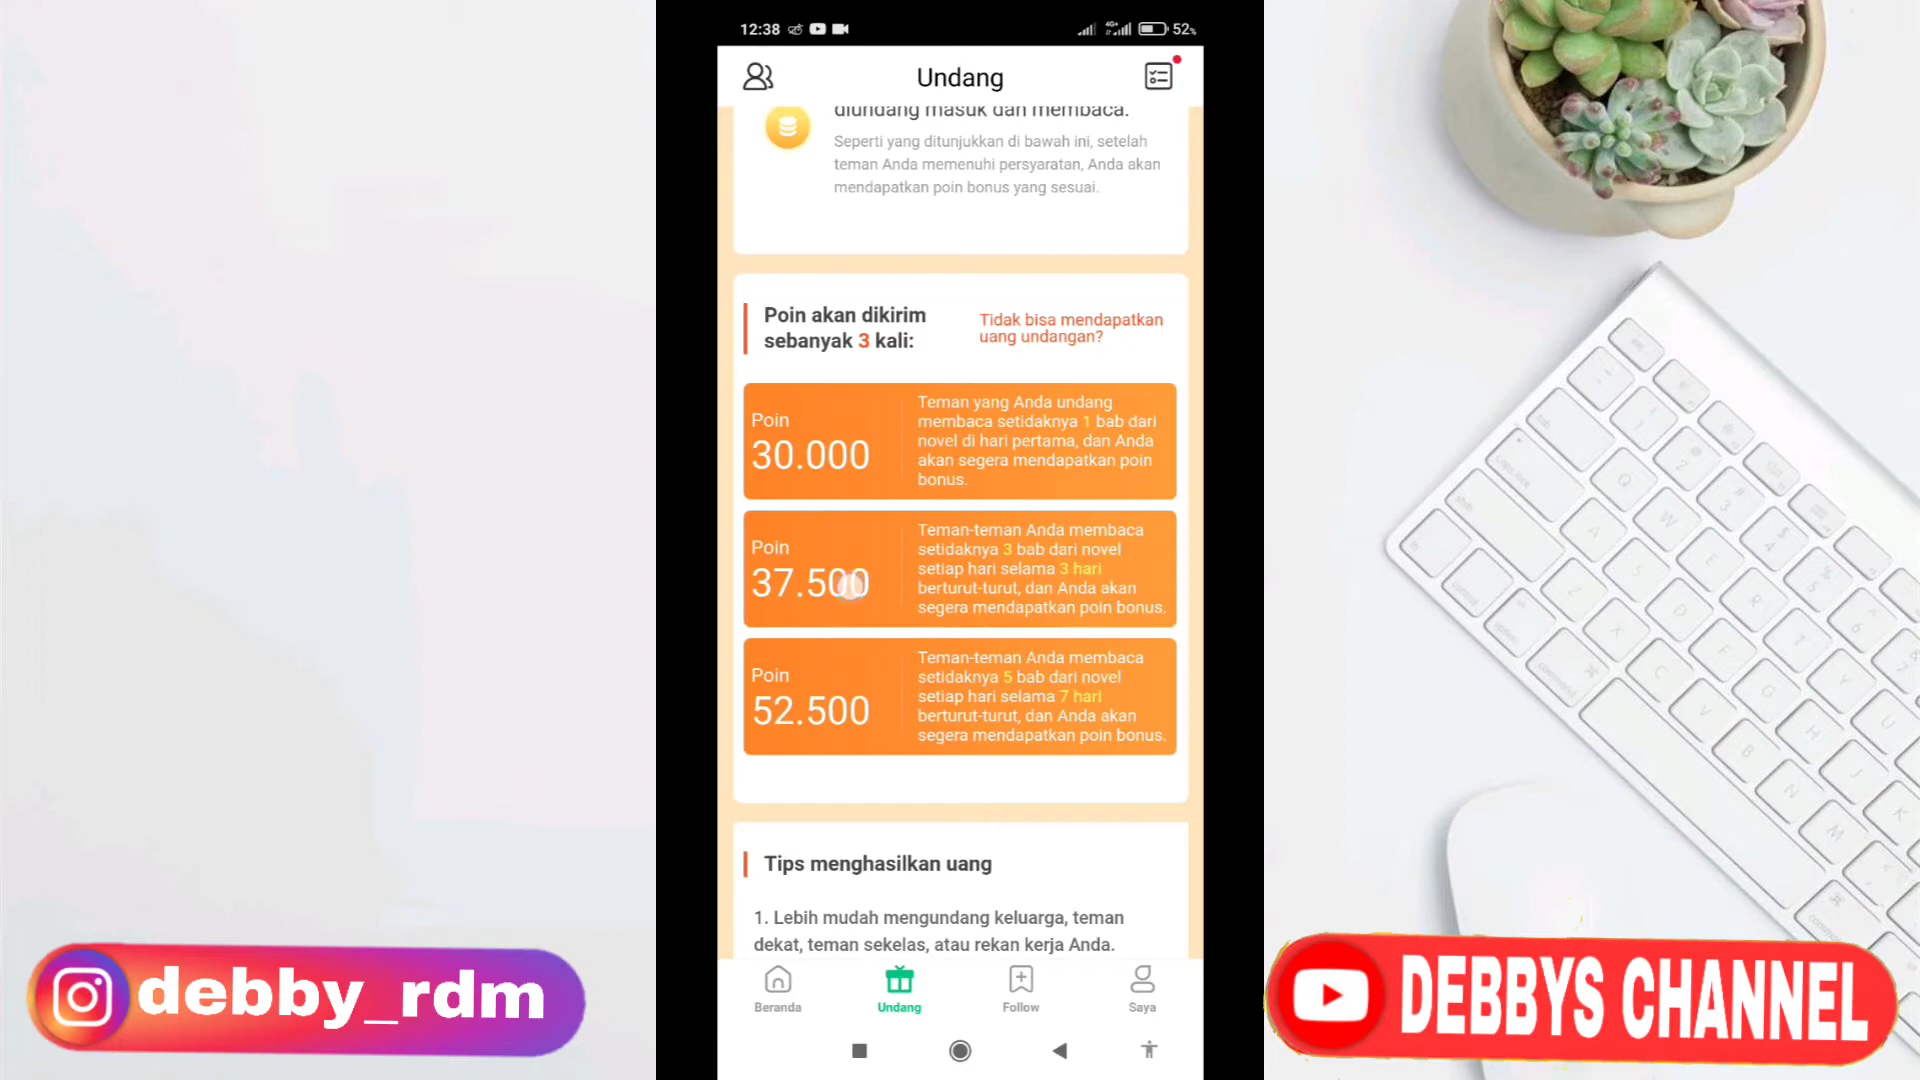 12:38
4G+
52%
Undang
diundang masuk dan membaca.
Seperti yang ditunjukkan di bawah ini, setelah
teman Anda memenuhi persyaratan, Anda akan
mendapatkan poin bonus yang sesuai.
Poin akan dikirim
sebanyak 3 kali:
Tidak bisa mendapatkan
uang undangan?
Poin
30.000
Teman yang Anda undang
membaca setidaknya 1 bab dari
novel di hari pertama, dan Anda
akan segera mendapatkan poin
bonus.
Poin
37.500
Teman-teman Anda membaca
setidaknya 3 bab dari novel
setiap hari selama 3 hari
berturut-turut, dan Anda akan
segera mendapatkan poin bonus.
Poin
52.500
Teman-teman Anda membaca
setidaknya 5 bab dari novel
setiap hari selama 7 hari
berturut-turut, dan Anda akan
segera mendapatkan poin bonus.
Tips menghasilkan uang
1. Lebih mudah mengundang keluarga, teman
dekat, teman sekelas, atau rekan kerja Anda.
Beranda
Undang
Follow
Saya
debby_rdm
DEBBYS CHANNEL